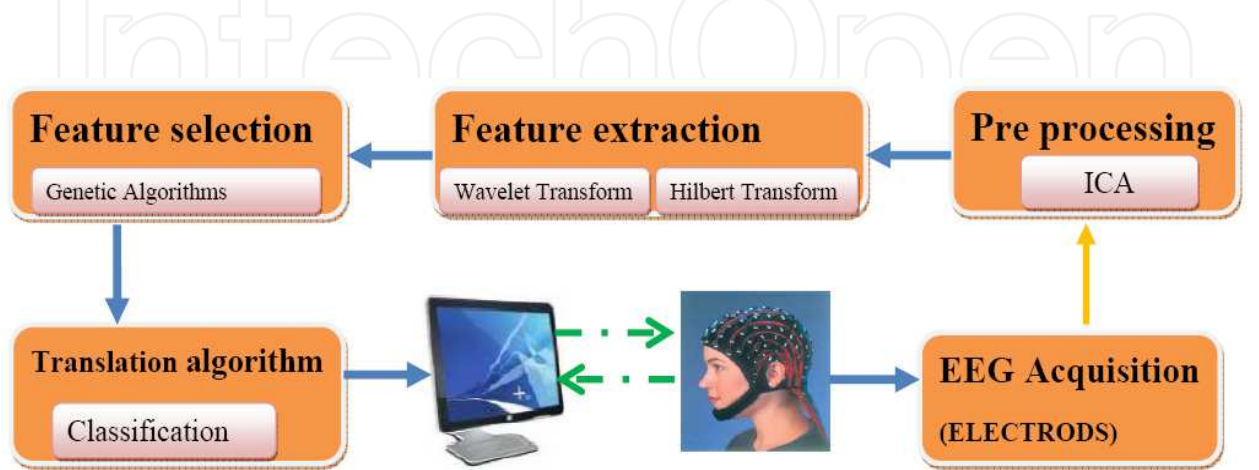 IntechOpen
Feature selection
Genetic Algorithms
Feature extraction
Wavelet Transform
Hilbert Transform
Pre processing
ICA
Translation algorithm
Classification
EEG Acquisition
(ELECTRODS)